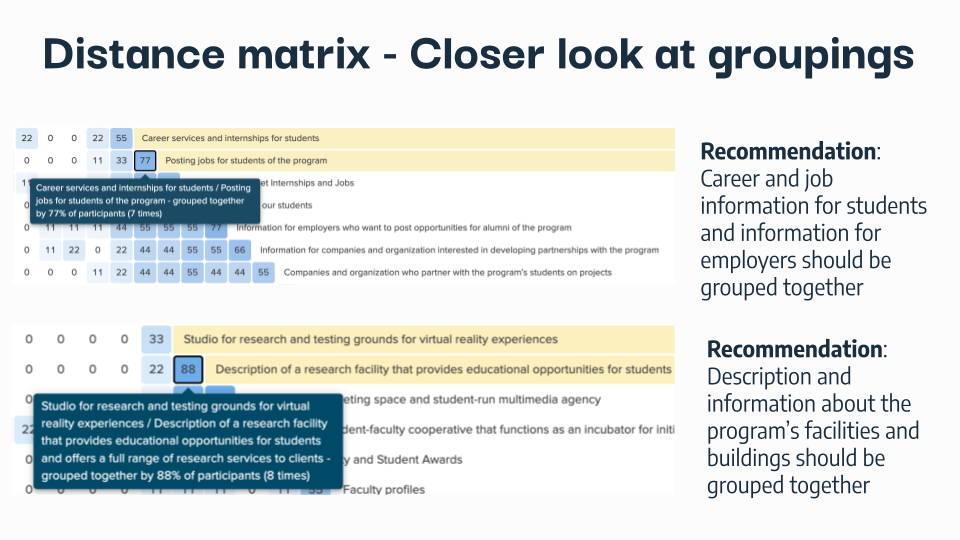 Distance matrix - Closer look at groupings
22 0 0 22 55 Career services and internships for students
0 0 0 11 33 77 Posting jobs for students of the program
Internships and Jobs
Career services and internships for students / Posting
jobs for students of the program - grouped together
by 77% of participants (7 times)
0 our students
0 11 11 11 44 55 55 55 77 Information for employers who want to post opportunities for alumni of the program
0 11 22 0 22 44 44 55 55 66 Information for companies and organization interested in developing partnerships with the program
0 0 0 11 22 44 44 55 44 44 55 Companies and organization who partner with the program's students on projects
Recommendation:
Career and job
information for students
and information for
employers should be
grouped together
0 0 0 0 33 Studio for research and testing grounds for virtual reality experiences
0 0 0 0 22 88 Description of a research facility that provides educational opportunities for students
0 space and student-run multimedia agency
22 cooperative that functions as an incubator for
0 and Student Awards
Studio for research and testing grounds for virtual
reality experiences / Description of a research facility
that provides educational opportunities for students
and offers a full range of research services to clients -
grouped together by 88% of participants (8 times)
Faculty profiles
Recommendation:
Description and
information about the
program's facilities and
buildings should be
grouped together